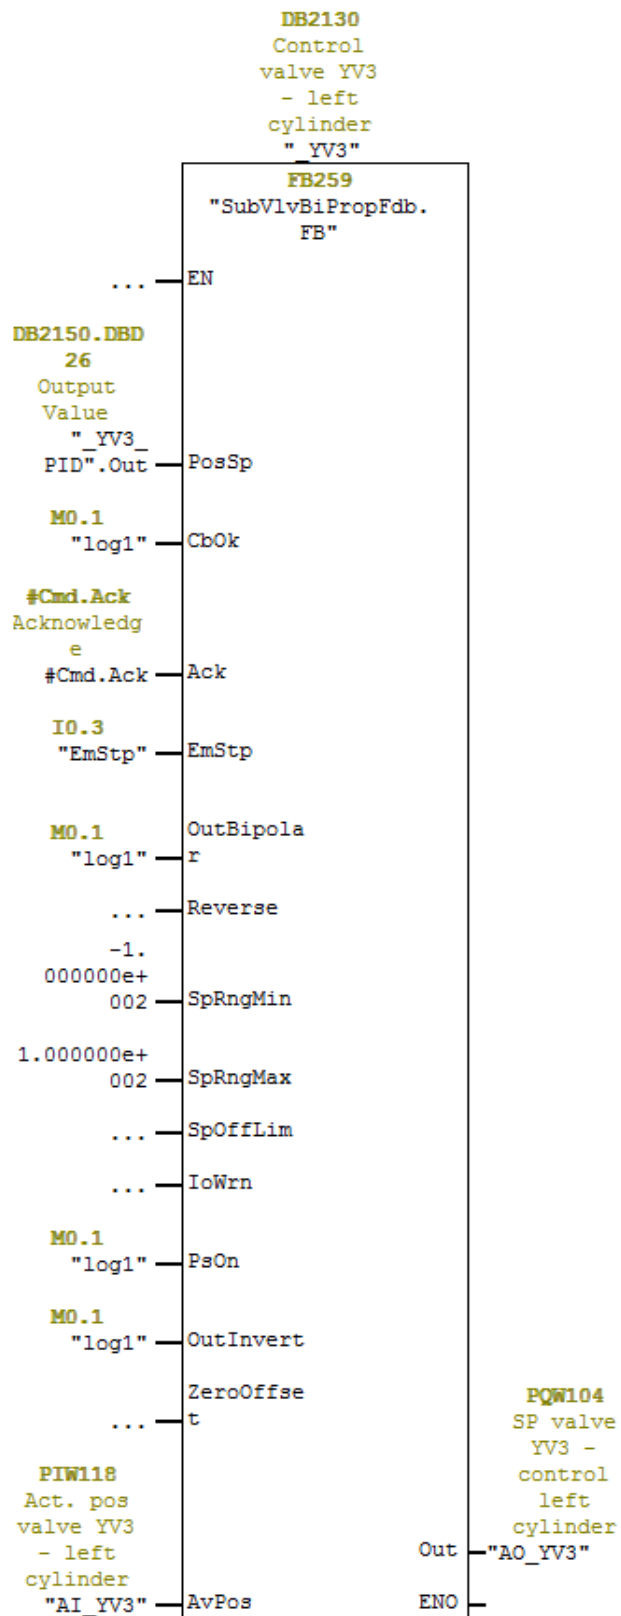 DB2130
Control
valve YV3
- left
cylinder
"_YV3"
FB259
"SubVlvBiPropFdb.
FB"
... EN
DB2150.DBD
26
Output
Value
"_YV3_
PID".Out PosSp
M0.1
"log1" CbOk
#Cmd.Ack
Acknowledg
e
#Cmd.Ack Ack
I0.3
"EmStp" EmStp
OutBipola
M0.1
"log1" r
... Reverse
-1.
000000e+
002 SpRngMin
1.000000e+
002 SpRngMax
... SpOffLim
... IoWrn
M0.1
"log1" PsOn
M0.1
"log1" OutInvert
ZeroOffse
... t
PIW118
Act. pos
valve YV3
- left
cylinder
"AI_YV3" AvPos
PQW104
SP valve
YV3 -
control
left
cylinder
Out "AO_YV3"
ENO